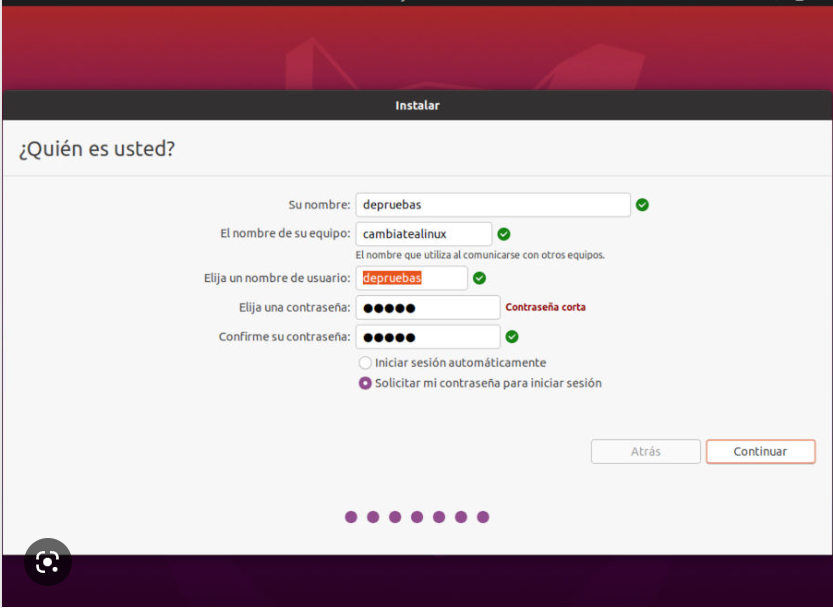 Instalar
¿Quién es usted?
Su nombre: depruebas
El nombre de su equipo: cambiatealinux
El nombre que utiliza al comunicarse con otros equipos.
Elija un nombre de usuario: depruebas
Elija una contraseña: ●●●●● Contraseña corta
Confirme su contraseña: ●●●●●
Iniciar sesión automáticamente
Solicitar mi contraseña para iniciar sesión
Atrás Continuar